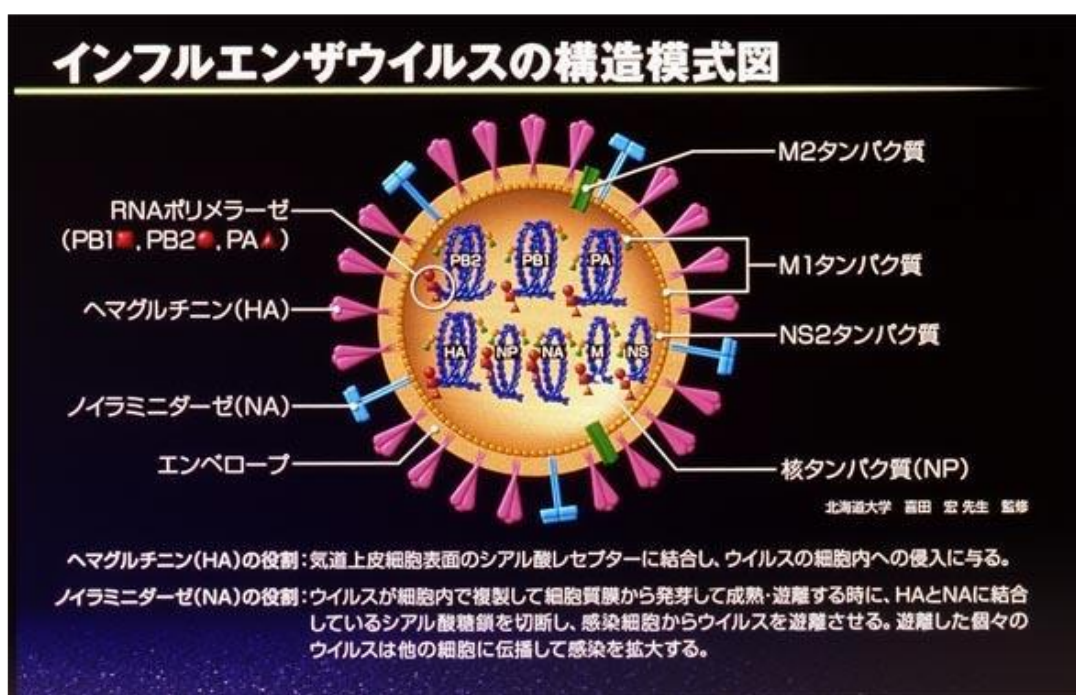 インフルエンザウイルスの構造模式図
M2タンパク質
RNAポリメラーゼ
(PB1■,PB2●,PA▲)
M1タンパク質
ヘマグルチニン(HA)
NS2タンパク質
ノイラミニダーゼ(NA)
エンベロープ
核タンパク質(NP)
PB2 PB1 PA
HA NP NA M NS
北海道大学 喜田 宏 先生 監修
ヘマグルチニン(HA)の役割:気道上皮細胞表面のシアル酸レセプターに結合し、ウイルスの細胞内への侵入に与る。
ノイラミニダーゼ(NA)の役割:ウイルスが細胞内で複製して細胞質膜から発芽して成熟・遊離する時に、HAとNAに結合
しているシアル酸糖鎖を切断し、感染細胞からウイルスを遊離させる。遊離した個々の
ウイルスは他の細胞に伝播して感染を拡大する。